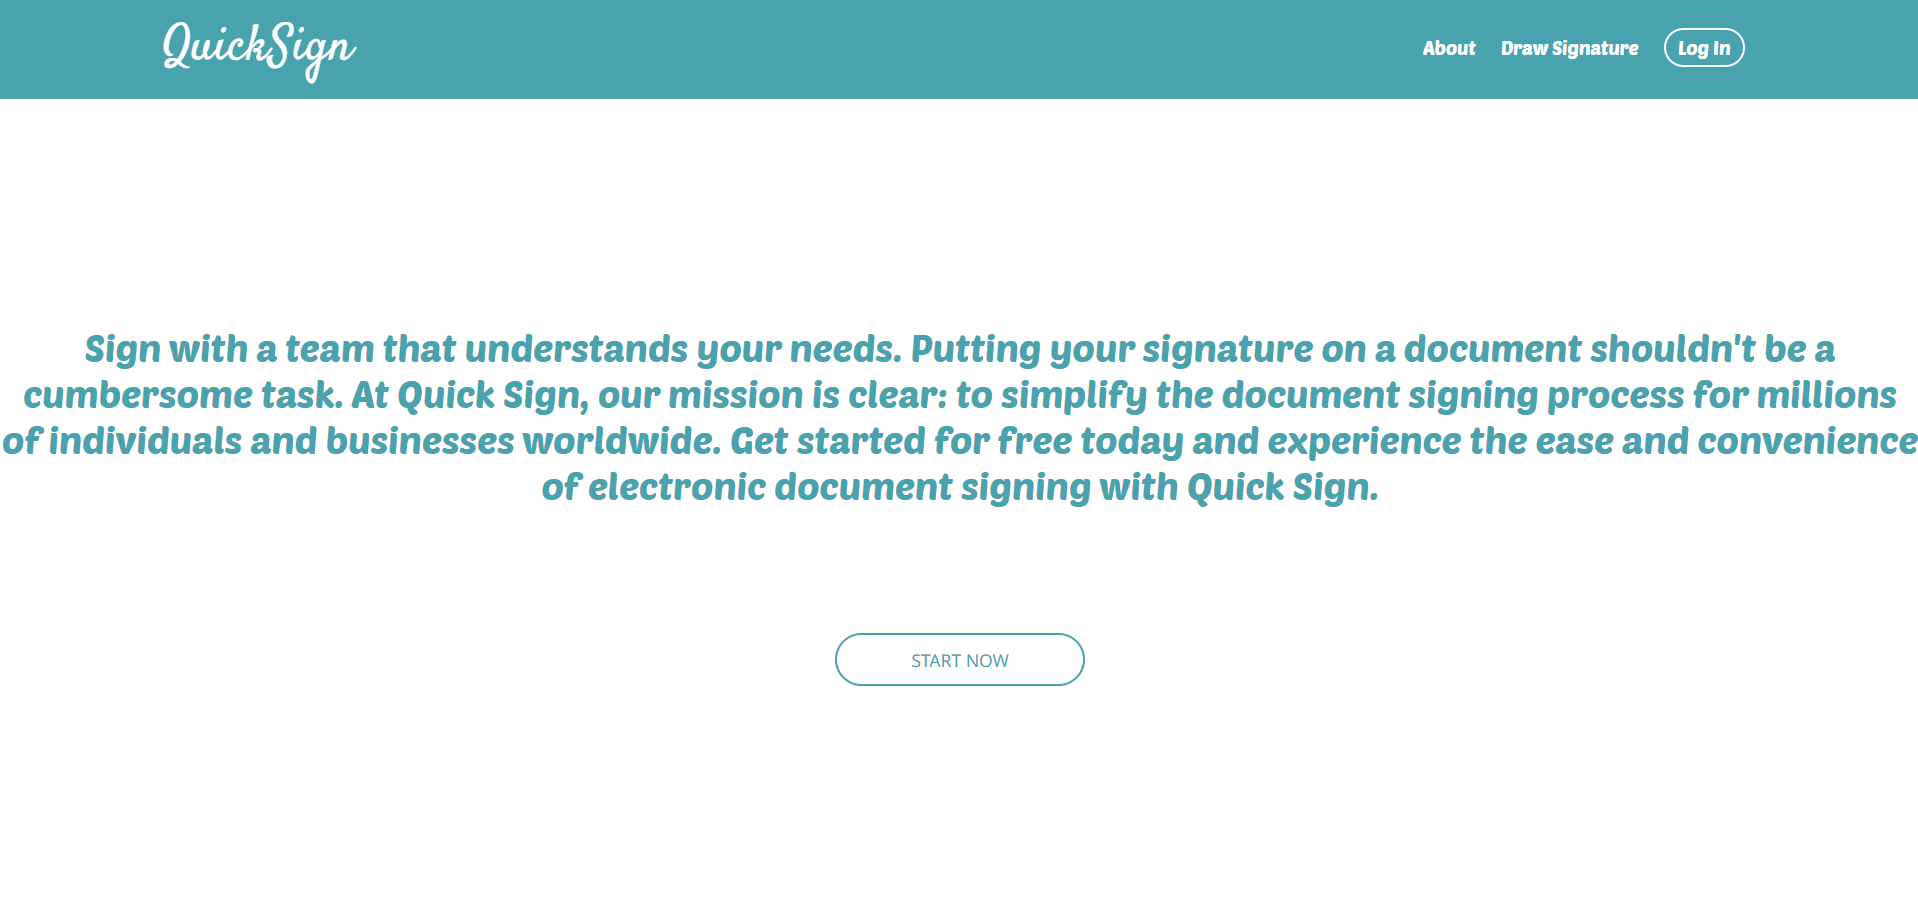 QuickSign
About
Draw Signature
Log In
Sign with a team that understands your needs. Putting your signature on a document shouldn't be a
cumbersome task. At Quick Sign, our mission is clear: to simplify the document signing process for millions
of individuals and businesses worldwide. Get started for free today and experience the ease and convenience
of electronic document signing with Quick Sign.
START NOW